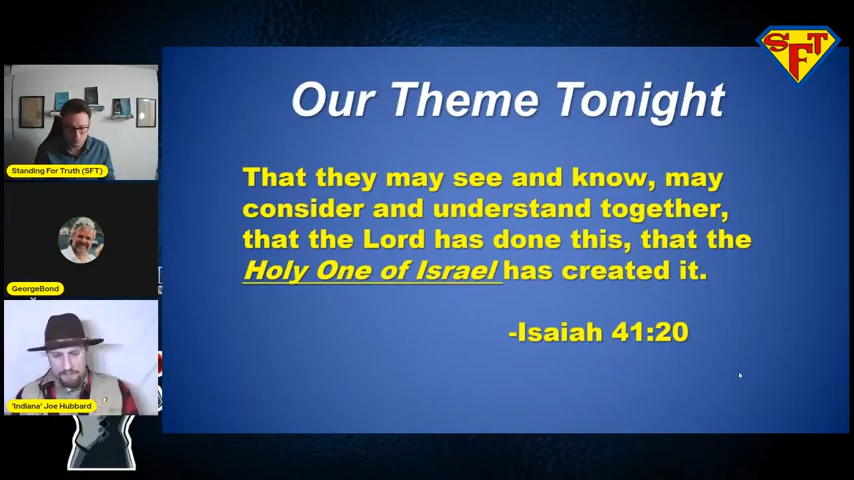 SFT
Our Theme Tonight
That they may see and know, may
consider and understand together,
that the Lord has done this, that the
Holy One of Israel has created it.
-Isaiah 41:20
Standing For Truth (SFT)
GeorgeBond
'Indiana' Joe Hubbard